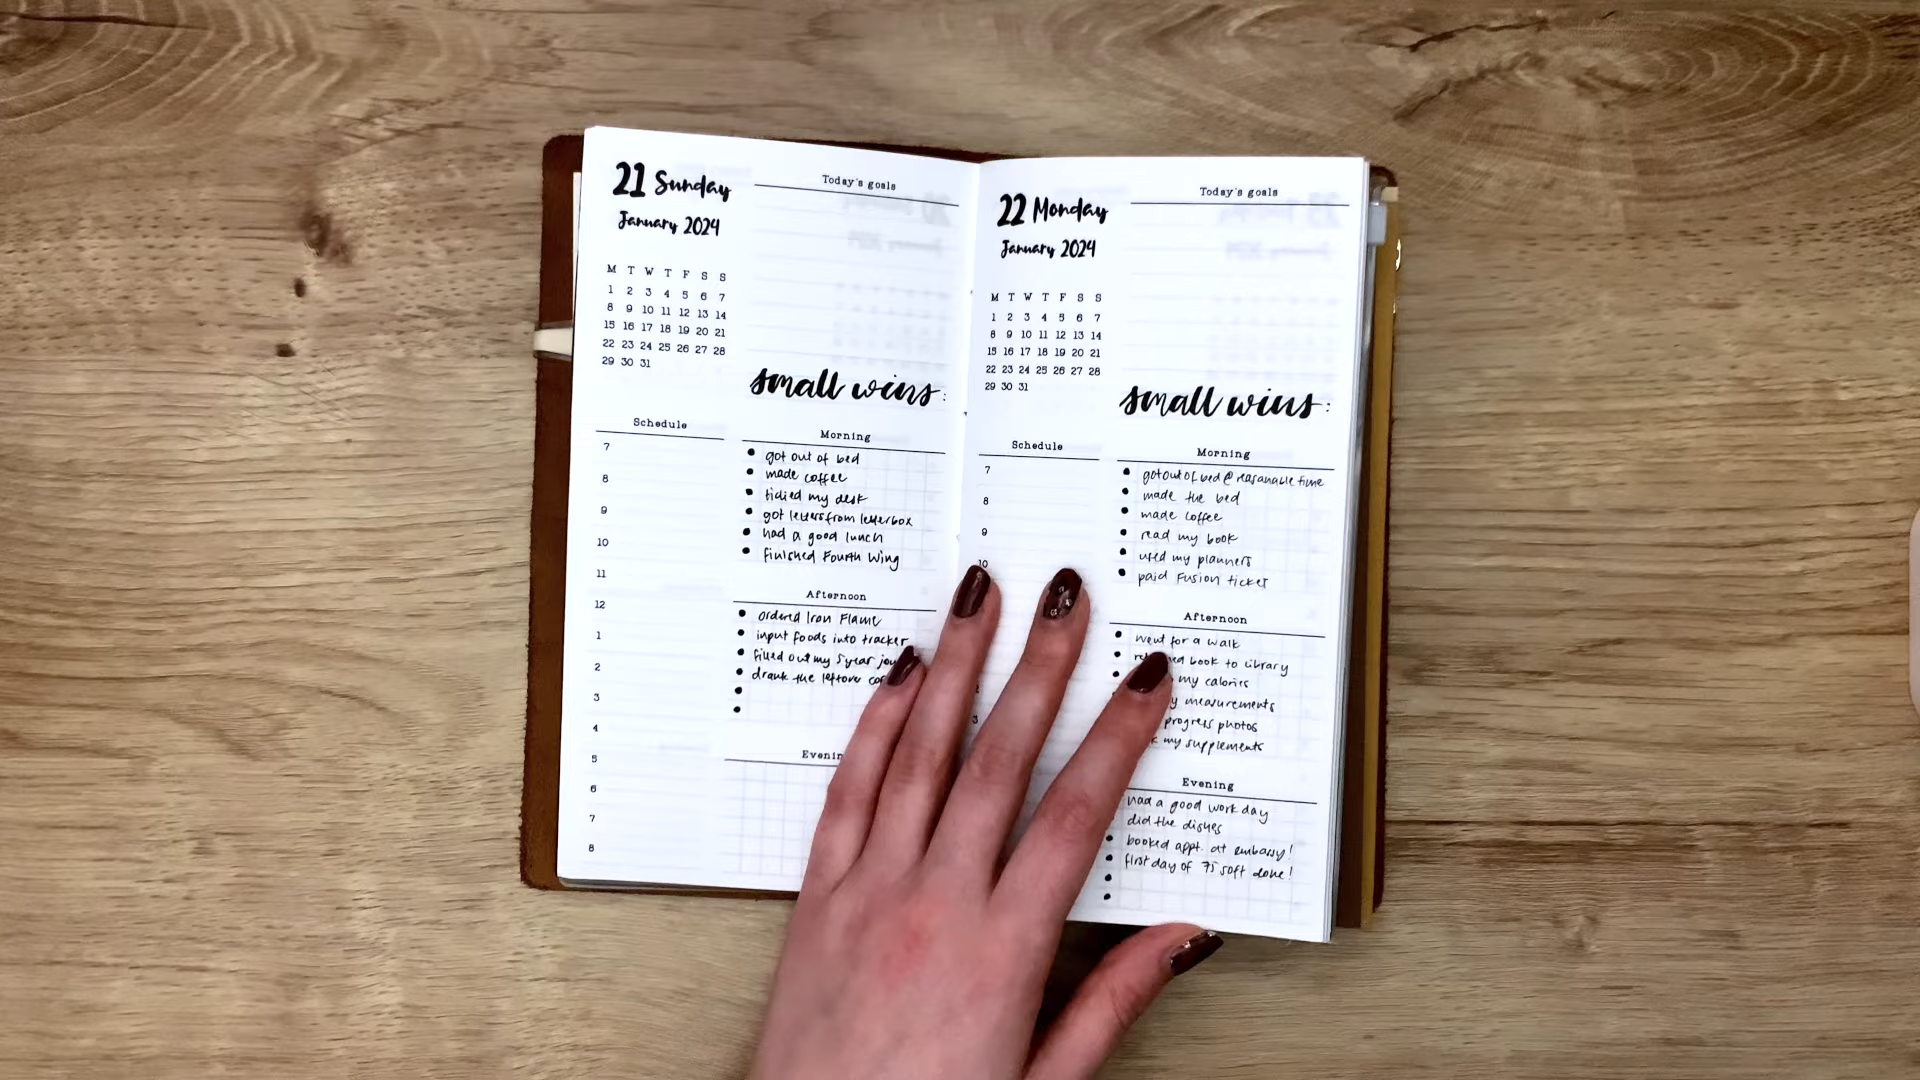 21 Sunday
January 2024
M T W T F S S
1 2 3 4 5 6 7
8 9 10 11 12 13 14
15 16 17 18 19 20 21
22 23 24 25 26 27 28
29 30 31
Today's goals
small wins:
Schedule
7
8
9
10
11
12
1
2
3
4
5
6
7
8
Morning
got out of bed
made coffee
tidied my desk
got letters from letterbox
had a good lunch
finished Fourth Wing
Afternoon
ordered Iron Flame
input foods into tracker
filled out my 5 year
drank the leftover
Evenin
22 Monday
January 2024
M T W T F S S
1 2 3 4 5 6 7
8 9 10 11 12 13 14
15 16 17 18 19 20 21
22 23 24 25 26 27 28
29 30 31
Today's goals
small wins:
Schedule
7
8
9
10
3
Morning
got out of bed @ reasanable time
made the bed
made coffee
read my book
used my planners
paid Fusion ticket
Afternoon
went for a walk
book to library
my calories
measurements
progress photos
my supplements
Evening
had a good work day
did the dishes
booked appt. at embassy!
first day of 75 soft done!